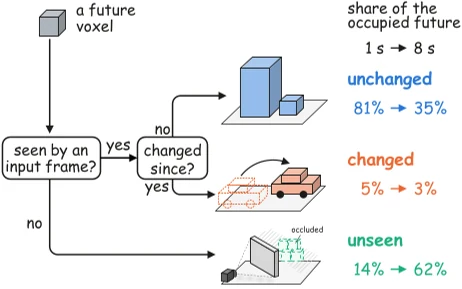 a future
voxel
share of the
occupied future
1 s → 8 s
unchanged
81% → 35%
no
seen by an
input frame?
yes
changed
since?
yes
changed
5% → 3%
no
occluded
unseen
14% → 62%